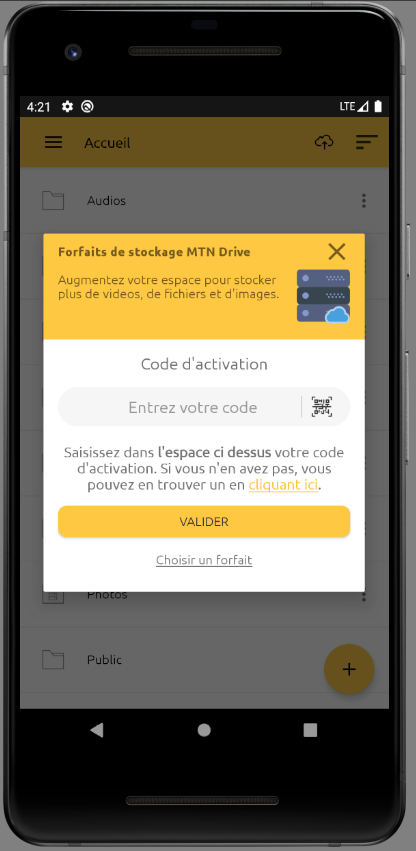 4:21 LTE
Accueil
Audios
Forfaits de stockage MTN Drive
Augmentez votre espace pour stocker
plus de videos, de fichiers et d'images.
Code d'activation
Entrez votre code
Saisissez dans l'espace ci dessus votre code
d'activation. Si vous n'en avez pas, vous
pouvez en trouver un en cliquant ici.
VALIDER
Choisir un forfait
Photos
Public